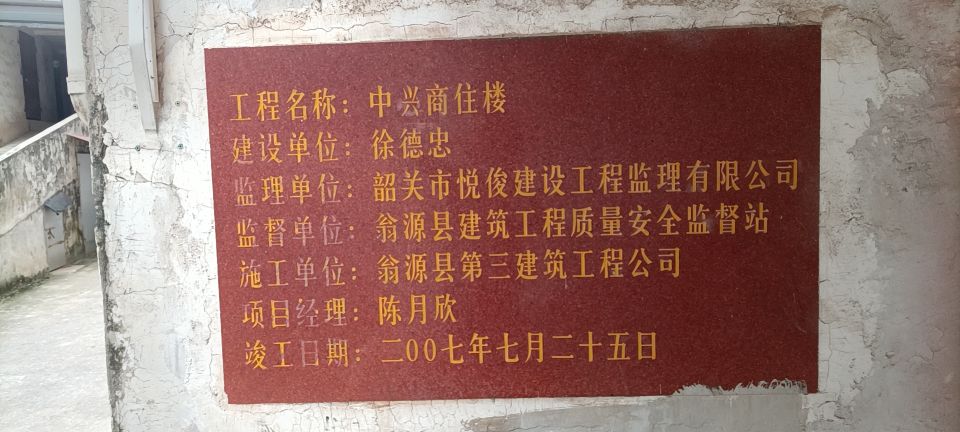 工程名称：中兴商住楼
建设单位：徐德忠
监理单位：韶关市悦俊建设工程监理有限公司
监督单位：翁源县建筑工程质量安全监督站
施工单位：翁源县第三建筑工程公司
项目经理：陈月欣
竣工日期：二00七年七月二十五日